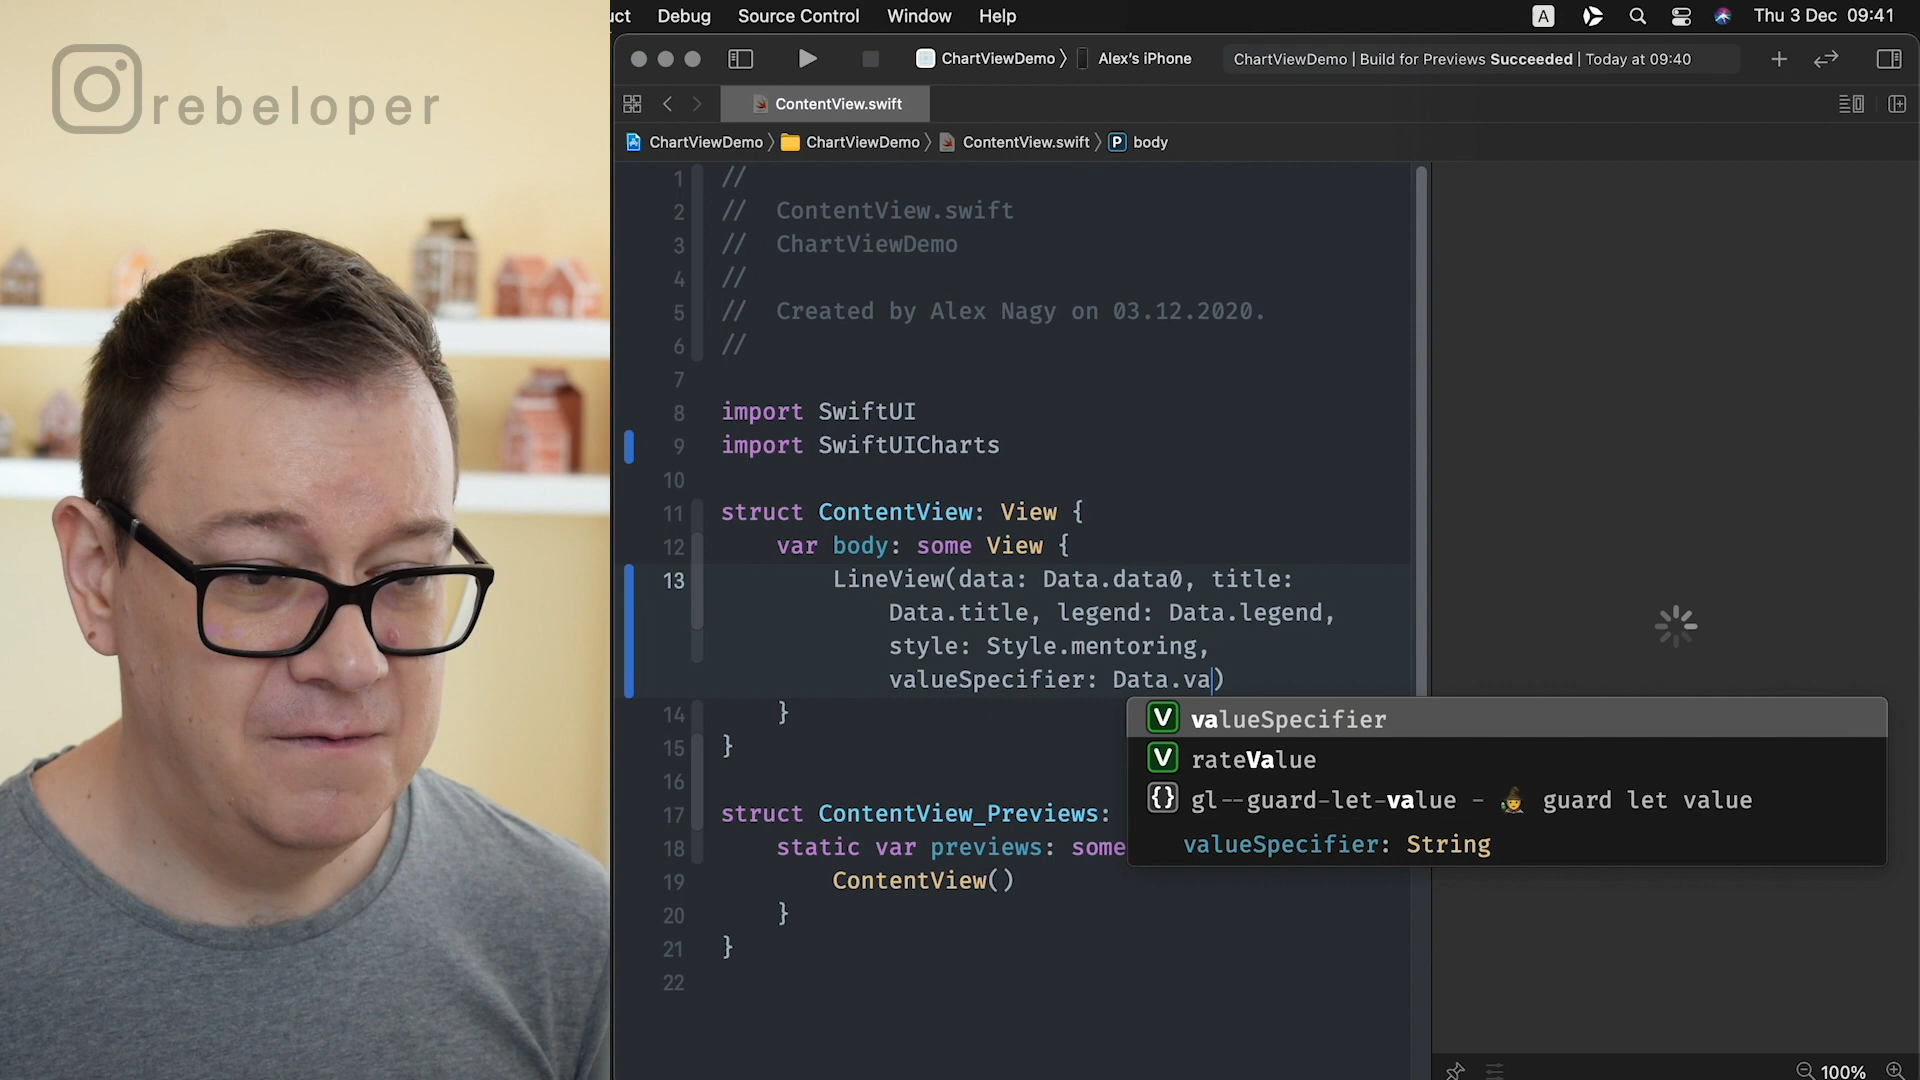 rebeloper
uct Debug Source Control Window Help A Thu 3 Dec 09:41
ChartViewDemo 〉 Alex's iPhone ChartViewDemo | Build for Previews Succeeded | Today at 09:40
ContentView.swift
ChartViewDemo 〉 ChartViewDemo 〉 ContentView.swift 〉 P body
1 //
2 // ContentView.swift
3 // ChartViewDemo
4 //
5 // Created by Alex Nagy on 03.12.2020.
6 //
7
8 import SwiftUI
9 import SwiftUICharts
10
11 struct ContentView: View {
12 var body: some View {
13 LineView(data: Data.data0, title:
Data.title, legend: Data.legend,
style: Style.mentoring,
valueSpecifier: Data.va)
14 }
15 }
16
17 struct ContentView_Previews:
18 static var previews: some
19 ContentView()
20 }
21 }
22
V valueSpecifier
V rateValue
{} gl--guard-let-value - 🧙 guard let value
valueSpecifier: String
100%